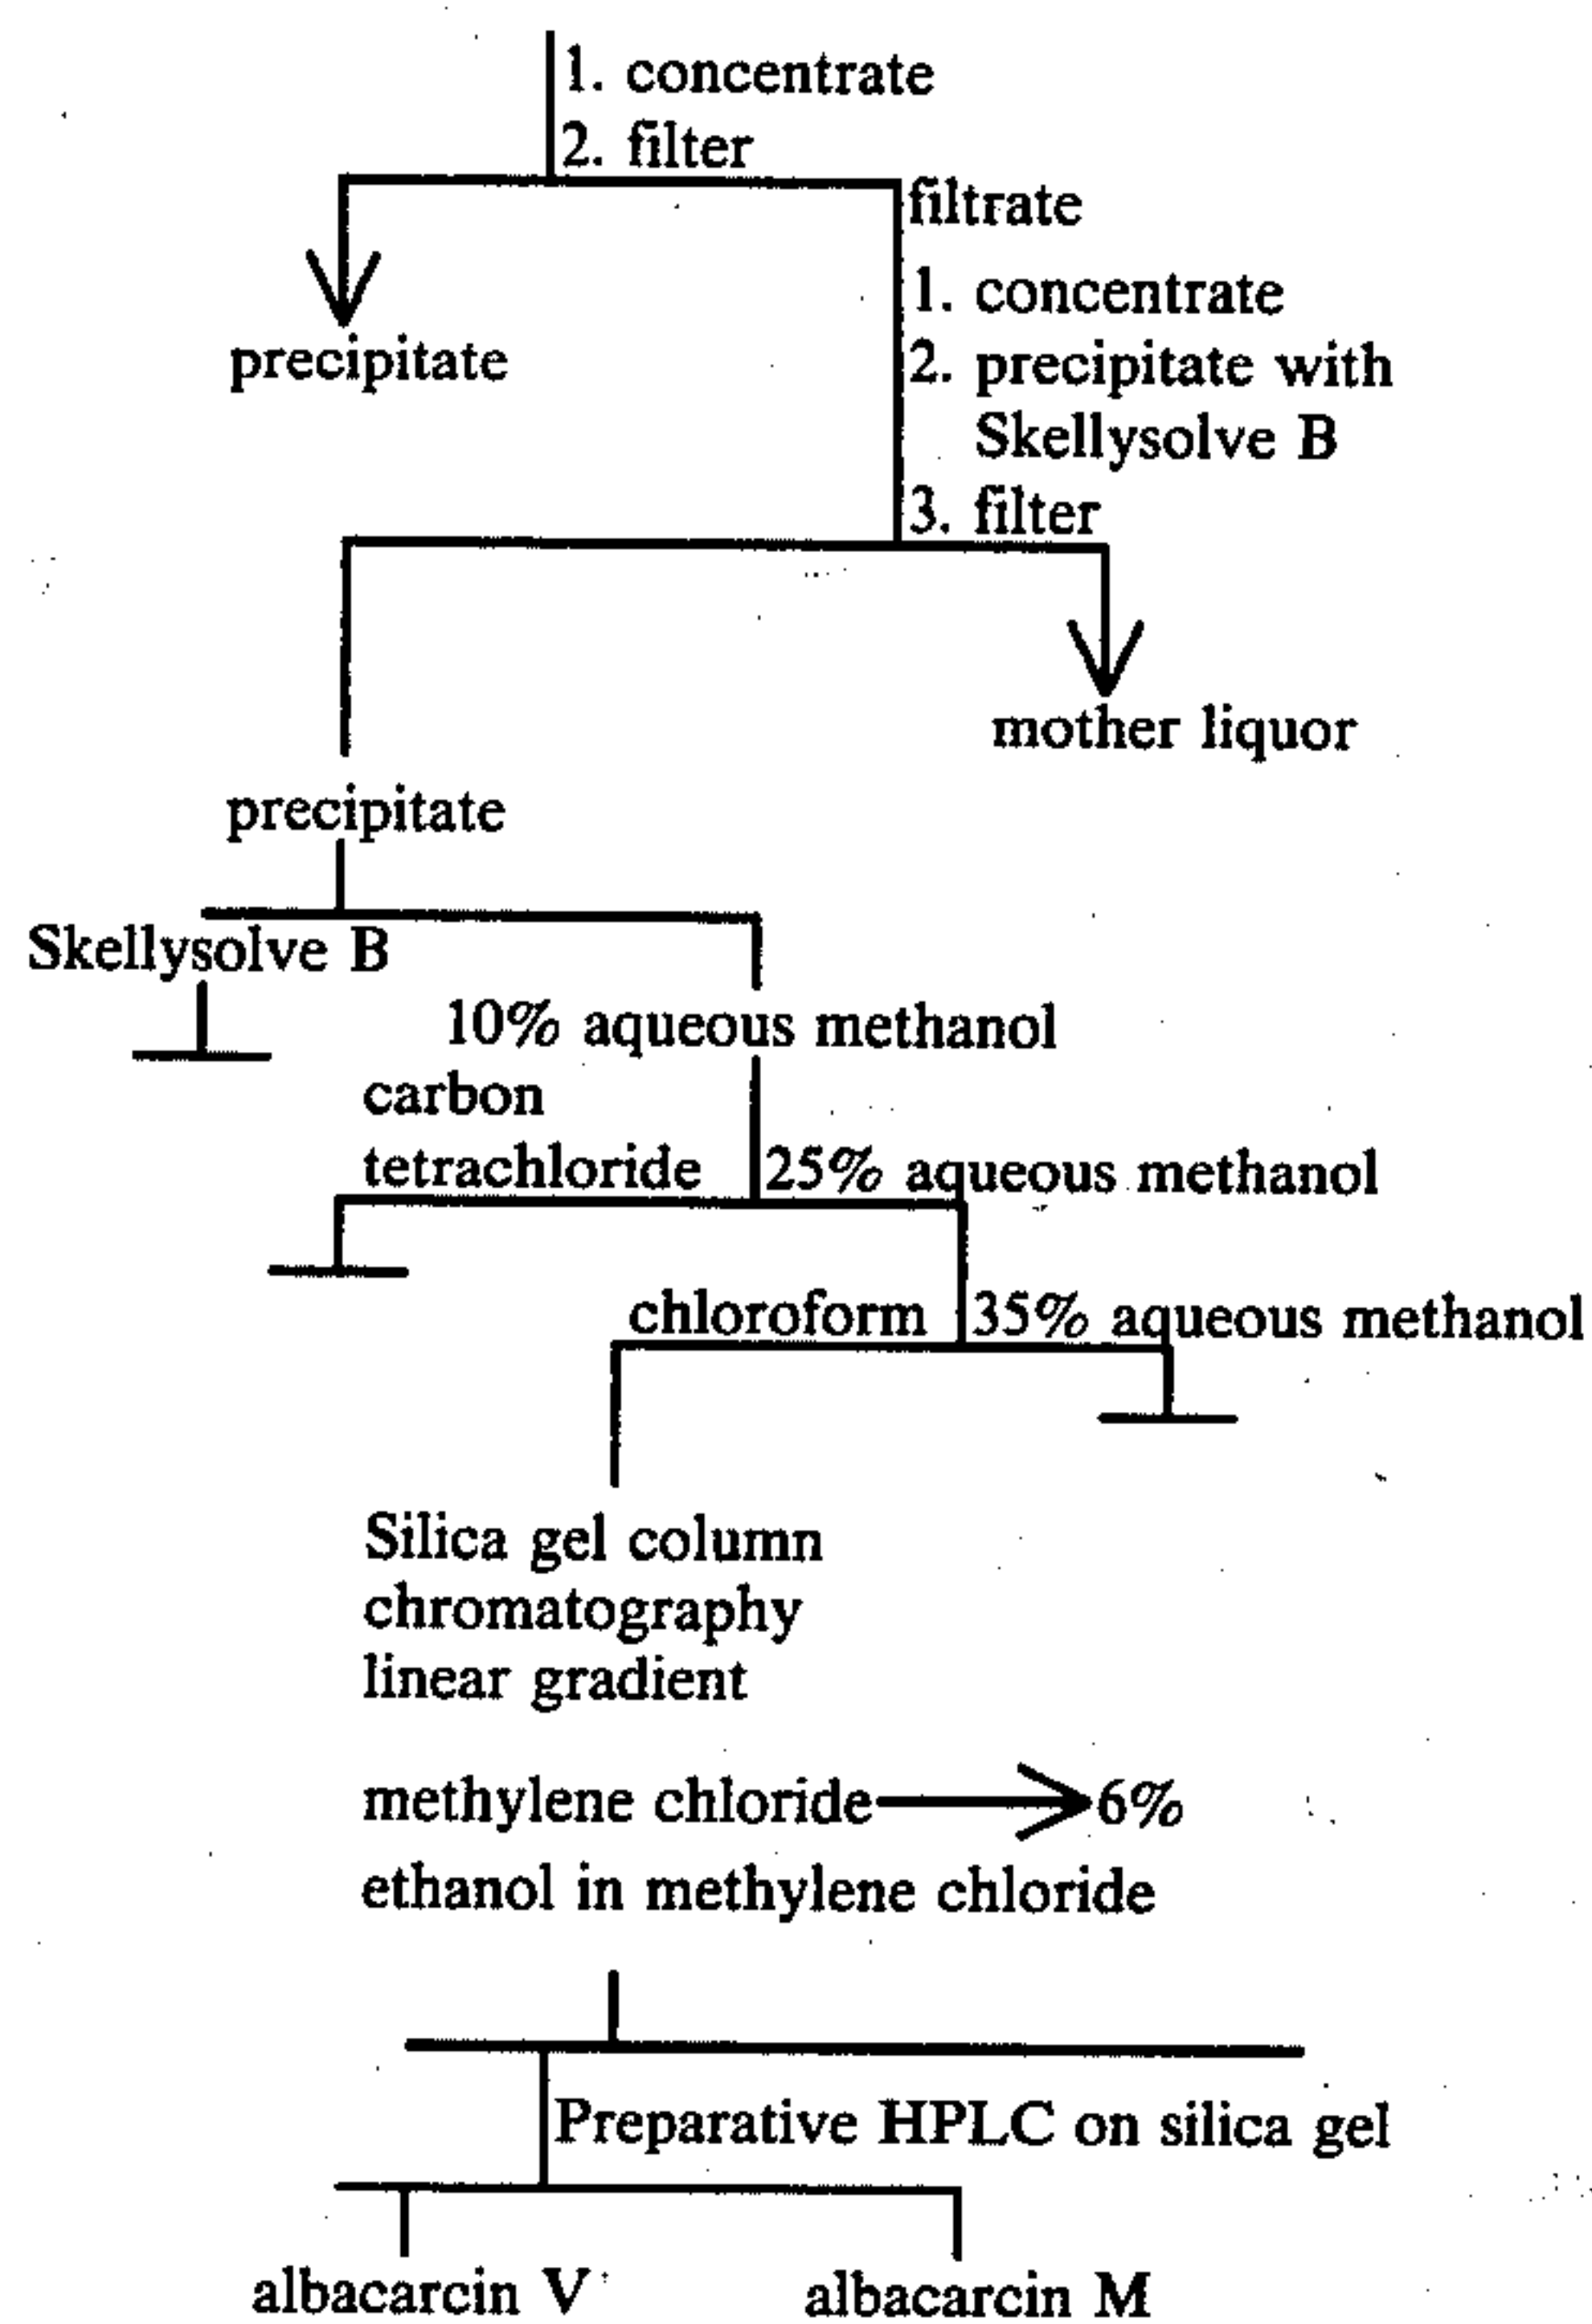 1. concentrate
2. filter
filtrate
1. concentrate
2. precipitate with
Skellysolve B
3. filter
precipitate
mother liquor
precipitate
Skellysolve B
10% aqueous methanol
carbon
tetrachloride
25% aqueous methanol
chloroform
35% aqueous methanol
Silica gel column
chromatography
linear gradient
methylene chloride 6%
ethanol in methylene chloride
Preparative HPLC on silica gel
albacarcin V
albacarcin M